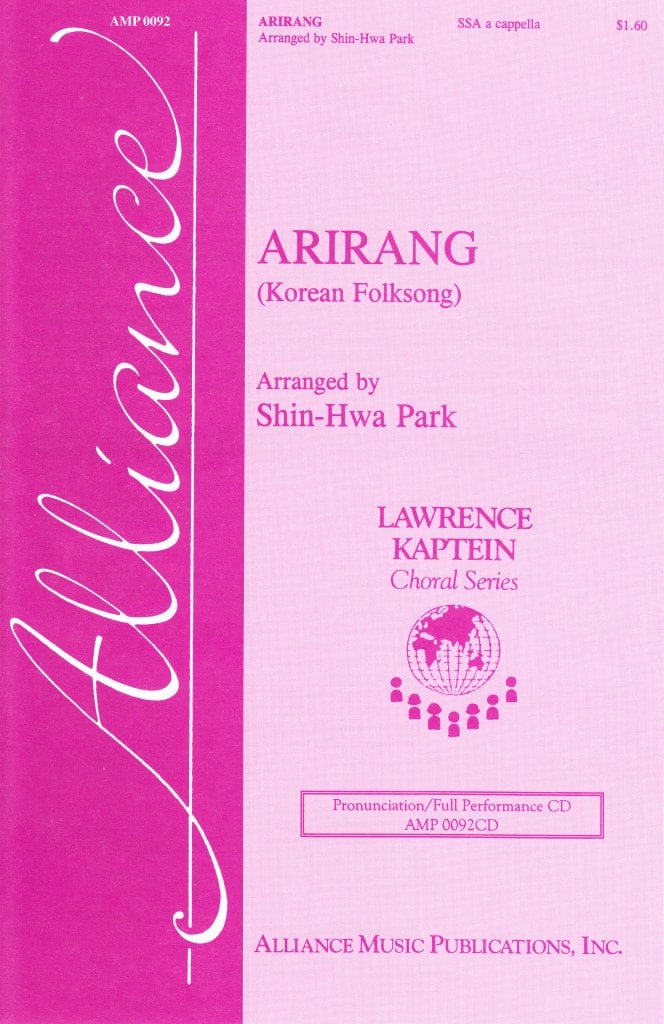 AMP 0092
ARIRANG
Arranged by Shin-Hwa Park
SSA a cappella
$1.60
Alliance
ARIRANG
(Korean Folksong)
Arranged by
Shin-Hwa Park
LAWRENCE
KAPTEIN
Choral Series
Pronunciation/Full Performance CD
AMP 0092CD
ALLIANCE MUSIC PUBLICATIONS, INC.